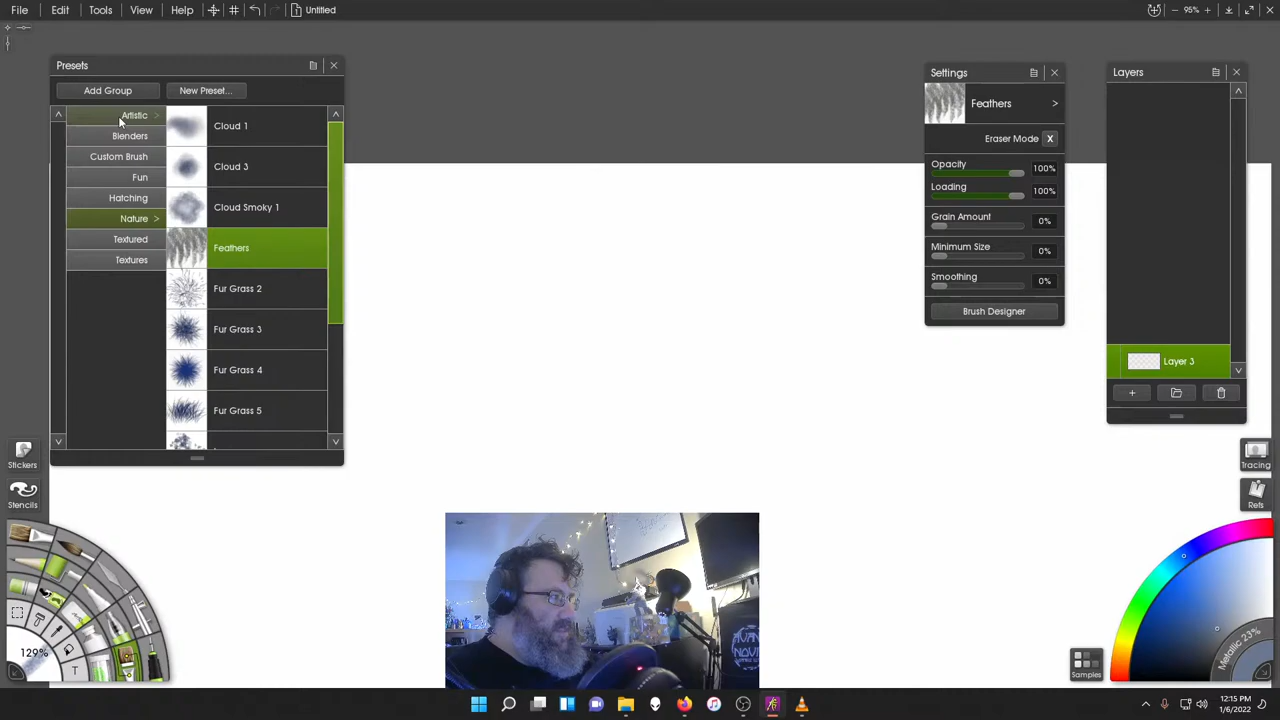 File Edit Tools View Help Untitled 95%
Presets
Add Group New Preset...
Artistic >
Blenders
Custom Brush
Fun
Hatching
Nature >
Textured
Textures
Cloud 1
Cloud 3
Cloud Smoky 1
Feathers
Fur Grass 2
Fur Grass 3
Fur Grass 4
Fur Grass 5
Settings
Feathers >
Eraser Mode X
Opacity 100%
Loading 100%
Grain Amount 0%
Minimum Size 0%
Smoothing 0%
Brush Designer
Layers
Layer 3
Stickers
Stencils
129%
T
Tracing
Refs
Metallic 23%
Samples
12:15 PM
1/6/2022